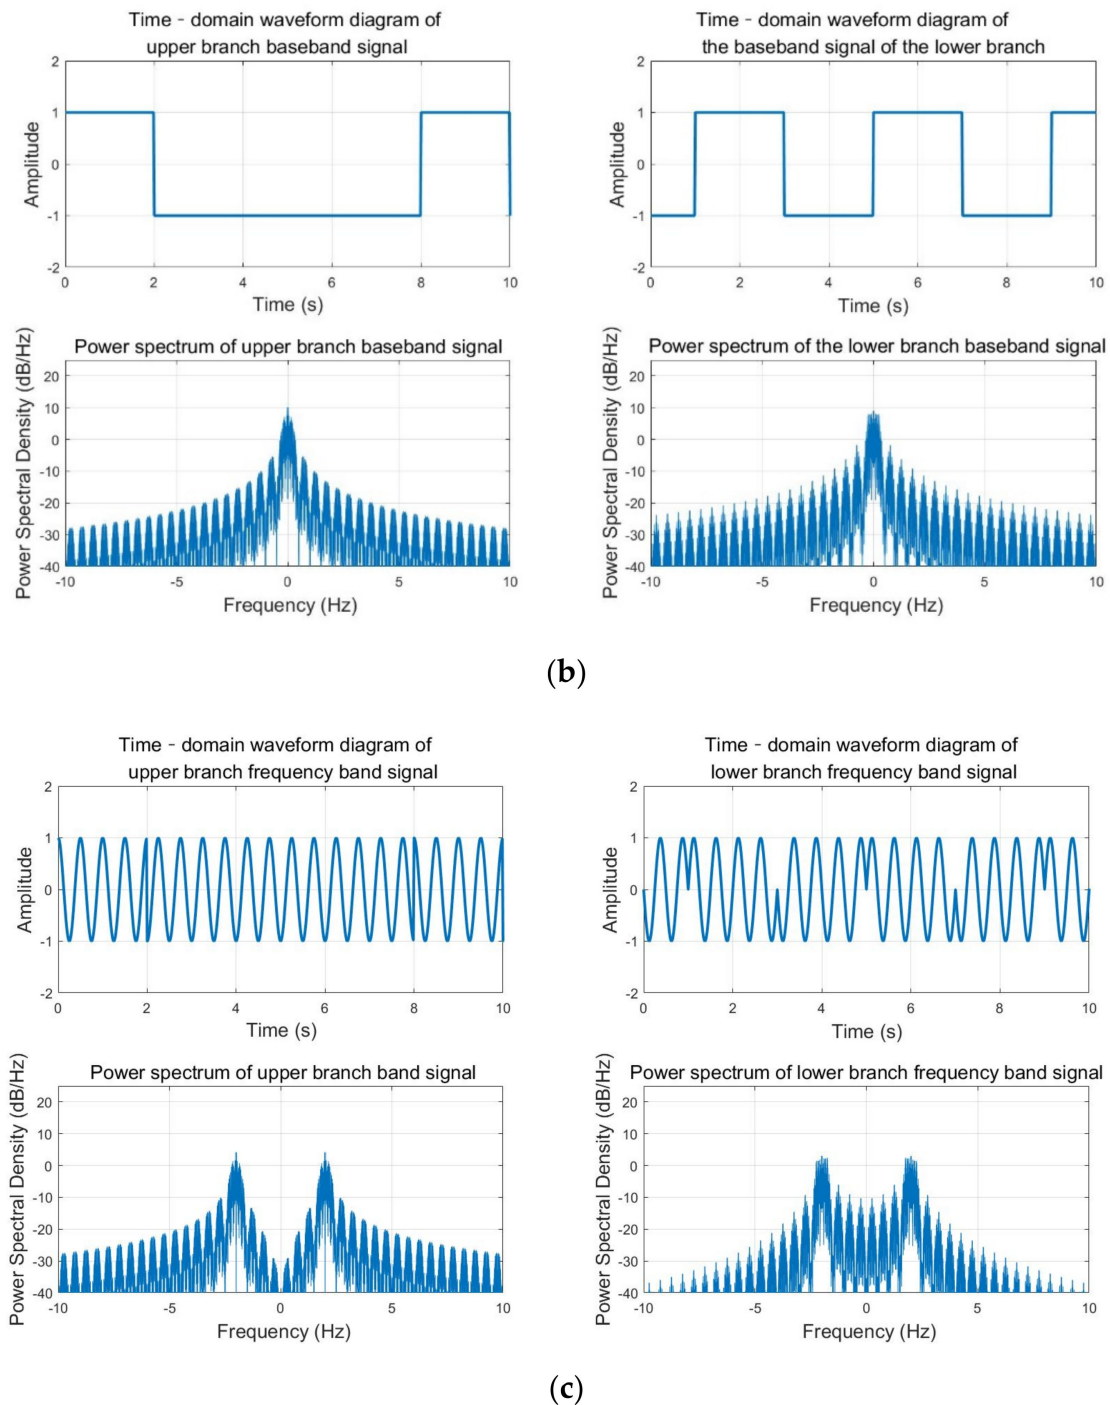 Time - domain waveform diagram of
upper branch baseband signal
2
1
0
-1
-2
Amplitude
0 2 4 6 8 10
Time (s)
Time - domain waveform diagram of
the baseband signal of the lower branch
2
1
0
-1
-2
Amplitude
0 2 4 6 8 10
Time (s)
Power spectrum of upper branch baseband signal
20
10
0
-10
-20
-30
-40
Power Spectral Density (dB/Hz)
-10 -5 0 5 10
Frequency (Hz)
Power spectrum of the lower branch baseband signal
20
10
0
-10
-20
-30
-40
Power Spectral Density (dB/Hz)
-10 -5 0 5 10
Frequency (Hz)
(b)
Time - domain waveform diagram of
upper branch frequency band signal
2
1
0
-1
-2
Amplitude
0 2 4 6 8 10
Time (s)
Time - domain waveform diagram of
lower branch frequency band signal
2
1
0
-1
-2
Amplitude
0 2 4 6 8 10
Time (s)
Power spectrum of upper branch band signal
20
10
0
-10
-20
-30
-40
Power Spectral Density (dB/Hz)
-10 -5 0 5 10
Frequency (Hz)
Power spectrum of lower branch frequency band signal
20
10
0
-10
-20
-30
-40
Power Spectral Density (dB/Hz)
-10 -5 0 5 10
Frequency (Hz)
(c)